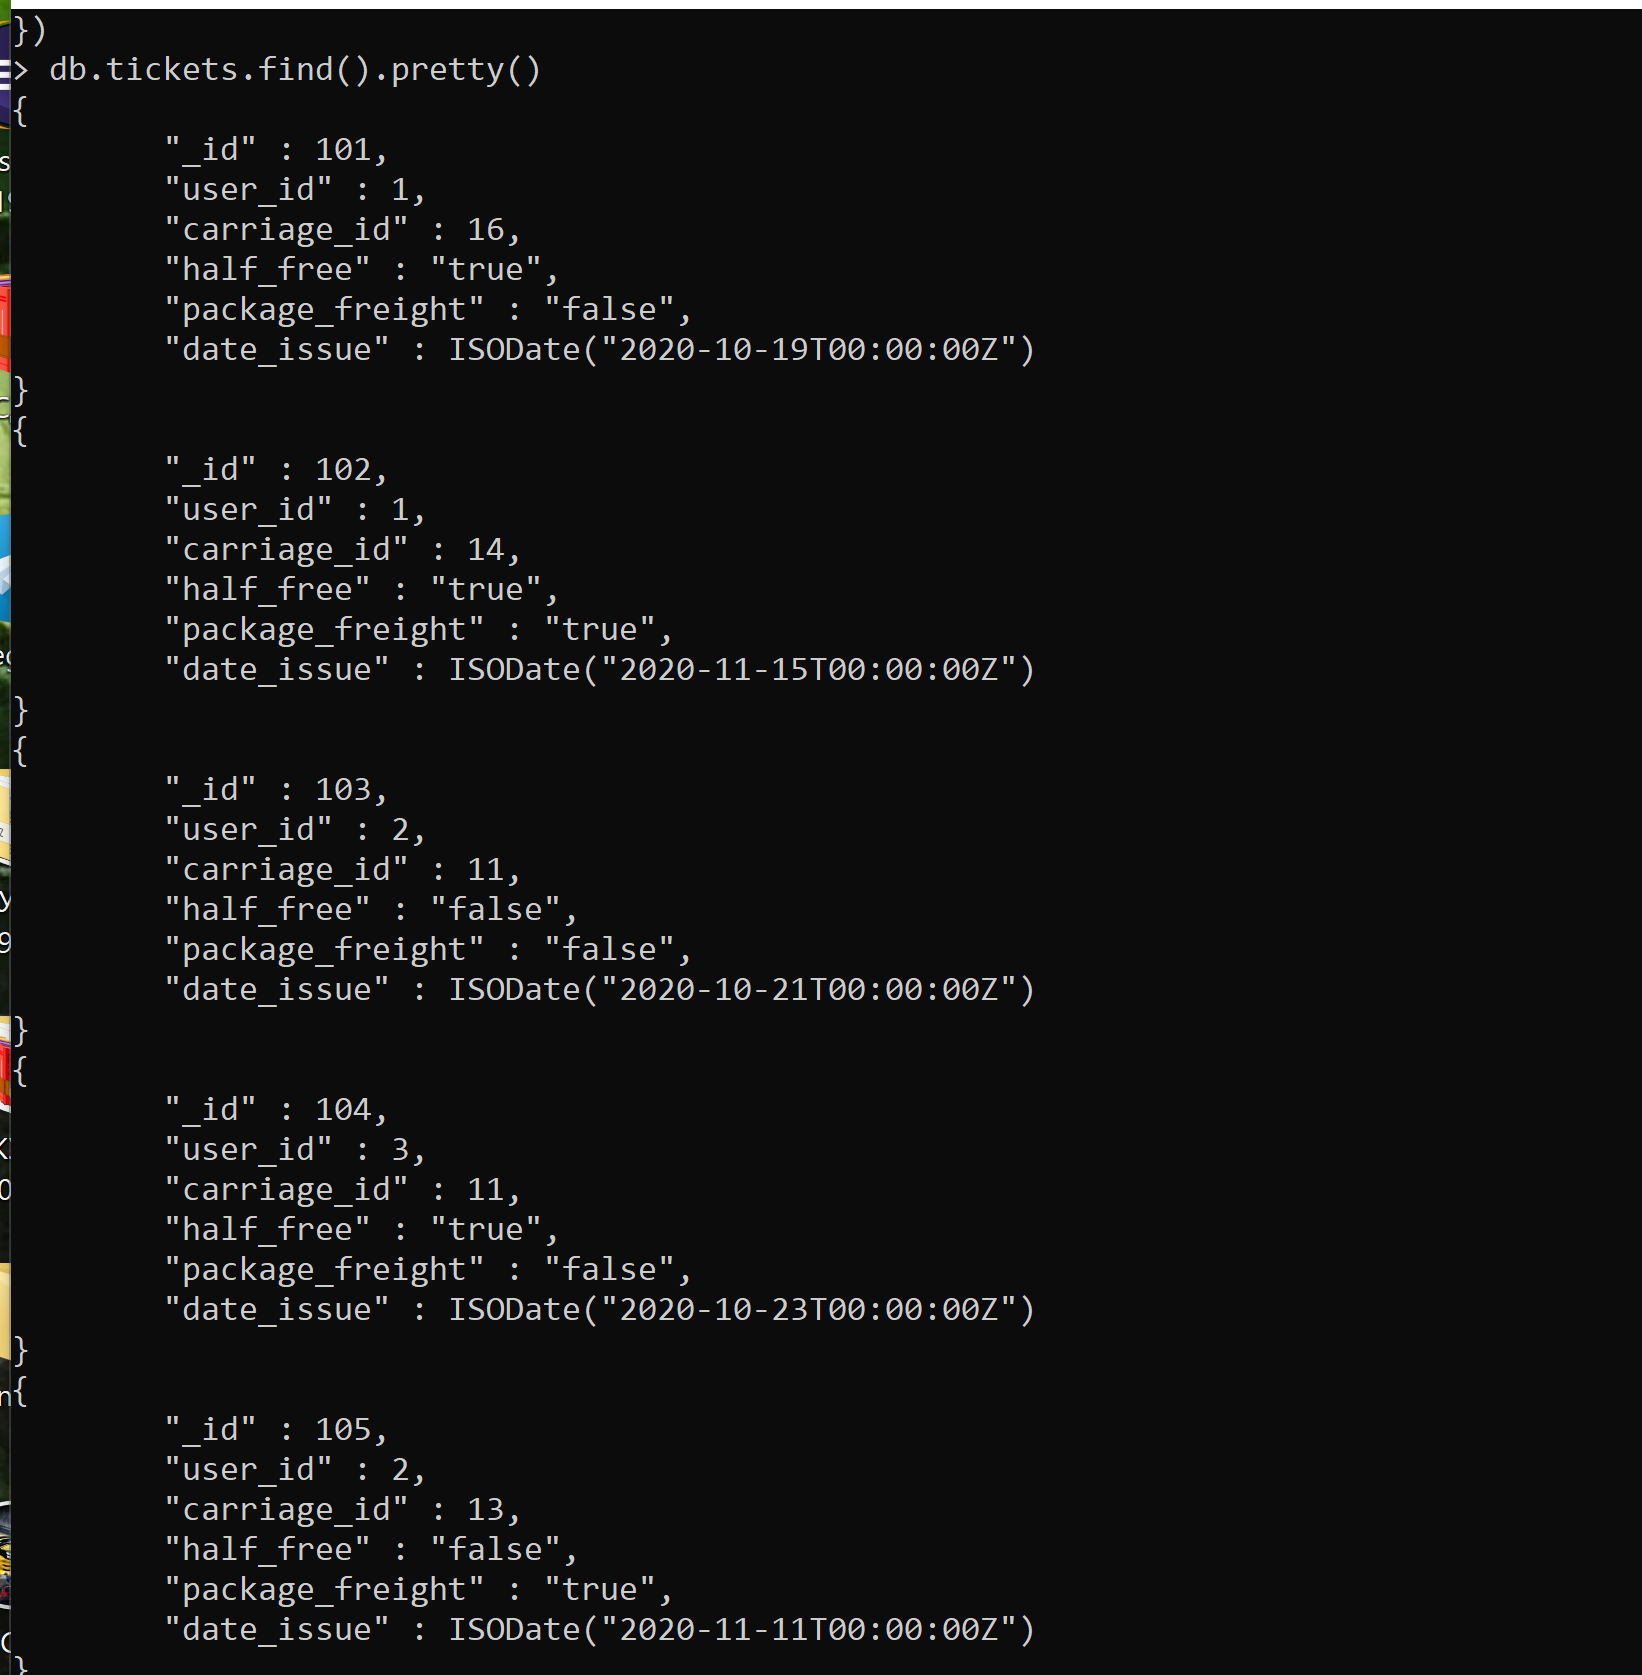 })
> db.tickets.find().pretty()
{
"_id" : 101,
"user_id" : 1,
"carriage_id" : 16,
"half_free" : "true",
"package_freight" : "false",
"date_issue" : ISODate("2020-10-19T00:00:00Z")
}
{
"_id" : 102,
"user_id" : 1,
"carriage_id" : 14,
"half_free" : "true",
"package_freight" : "true",
"date_issue" : ISODate("2020-11-15T00:00:00Z")
}
{
"_id" : 103,
"user_id" : 2,
"carriage_id" : 11,
"half_free" : "false",
"package_freight" : "false",
"date_issue" : ISODate("2020-10-21T00:00:00Z")
}
{
"_id" : 104,
"user_id" : 3,
"carriage_id" : 11,
"half_free" : "true",
"package_freight" : "false",
"date_issue" : ISODate("2020-10-23T00:00:00Z")
}
{
"_id" : 105,
"user_id" : 2,
"carriage_id" : 13,
"half_free" : "false",
"package_freight" : "true",
"date_issue" : ISODate("2020-11-11T00:00:00Z")
}